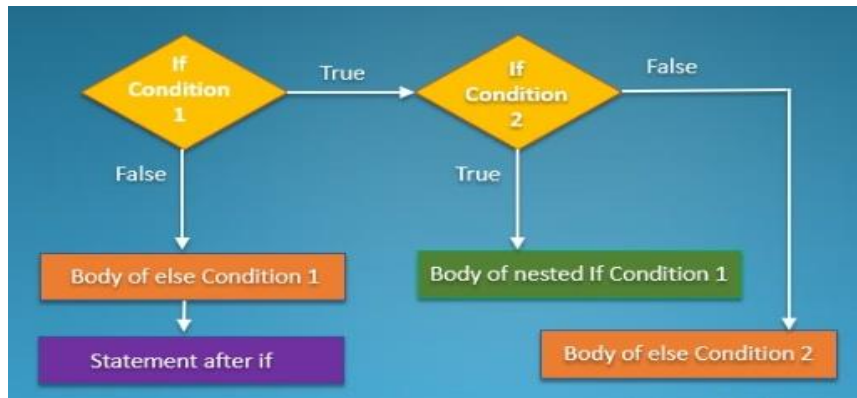 If
Condition
1
True
If
Condition
2
False
False
True
Body of else Condition 1
Body of nested If Condition 1
Statement after if
Body of else Condition 2